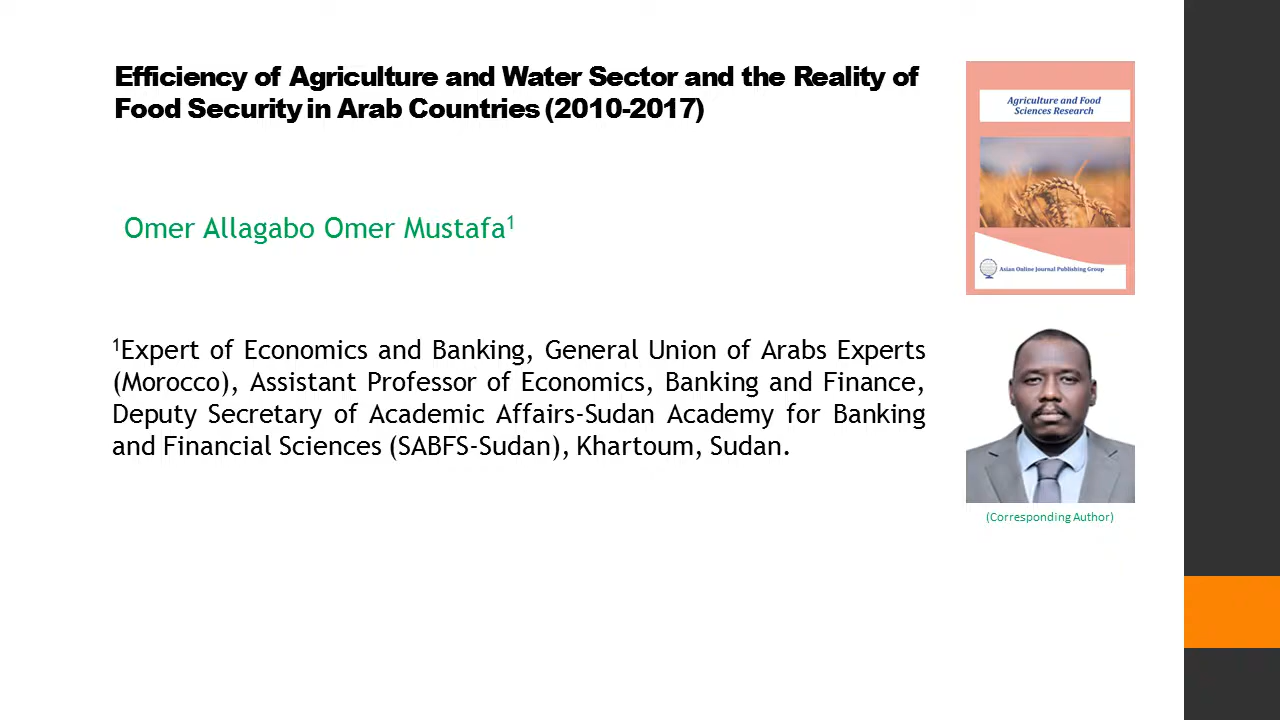 Efficiency of Agriculture and Water Sector and the Reality of
Food Security in Arab Countries (2010-2017)
Agriculture and Food
Sciences Research
Asian Online Journal Publishing Group
Omer Allagabo Omer Mustafa¹
¹Expert of Economics and Banking, General Union of Arabs Experts
(Morocco), Assistant Professor of Economics, Banking and Finance,
Deputy Secretary of Academic Affairs-Sudan Academy for Banking
and Financial Sciences (SABFS-Sudan), Khartoum, Sudan.
(Corresponding Author)